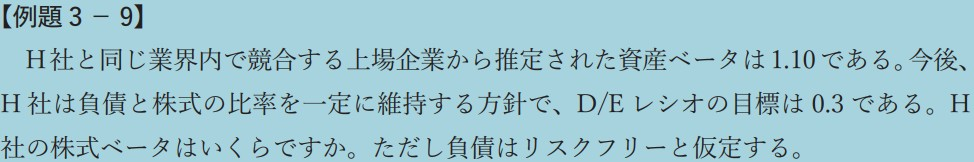 【例題3－9】
H社と同じ業界内で競合する上場企業から推定された資産ベータは1.10である。今後、
H社は負債と株式の比率を一定に維持する方針で、D/Eレシオの目標は0.3である。H
社の株式ベータはいくらですか。ただし負債はリスクフリーと仮定する。